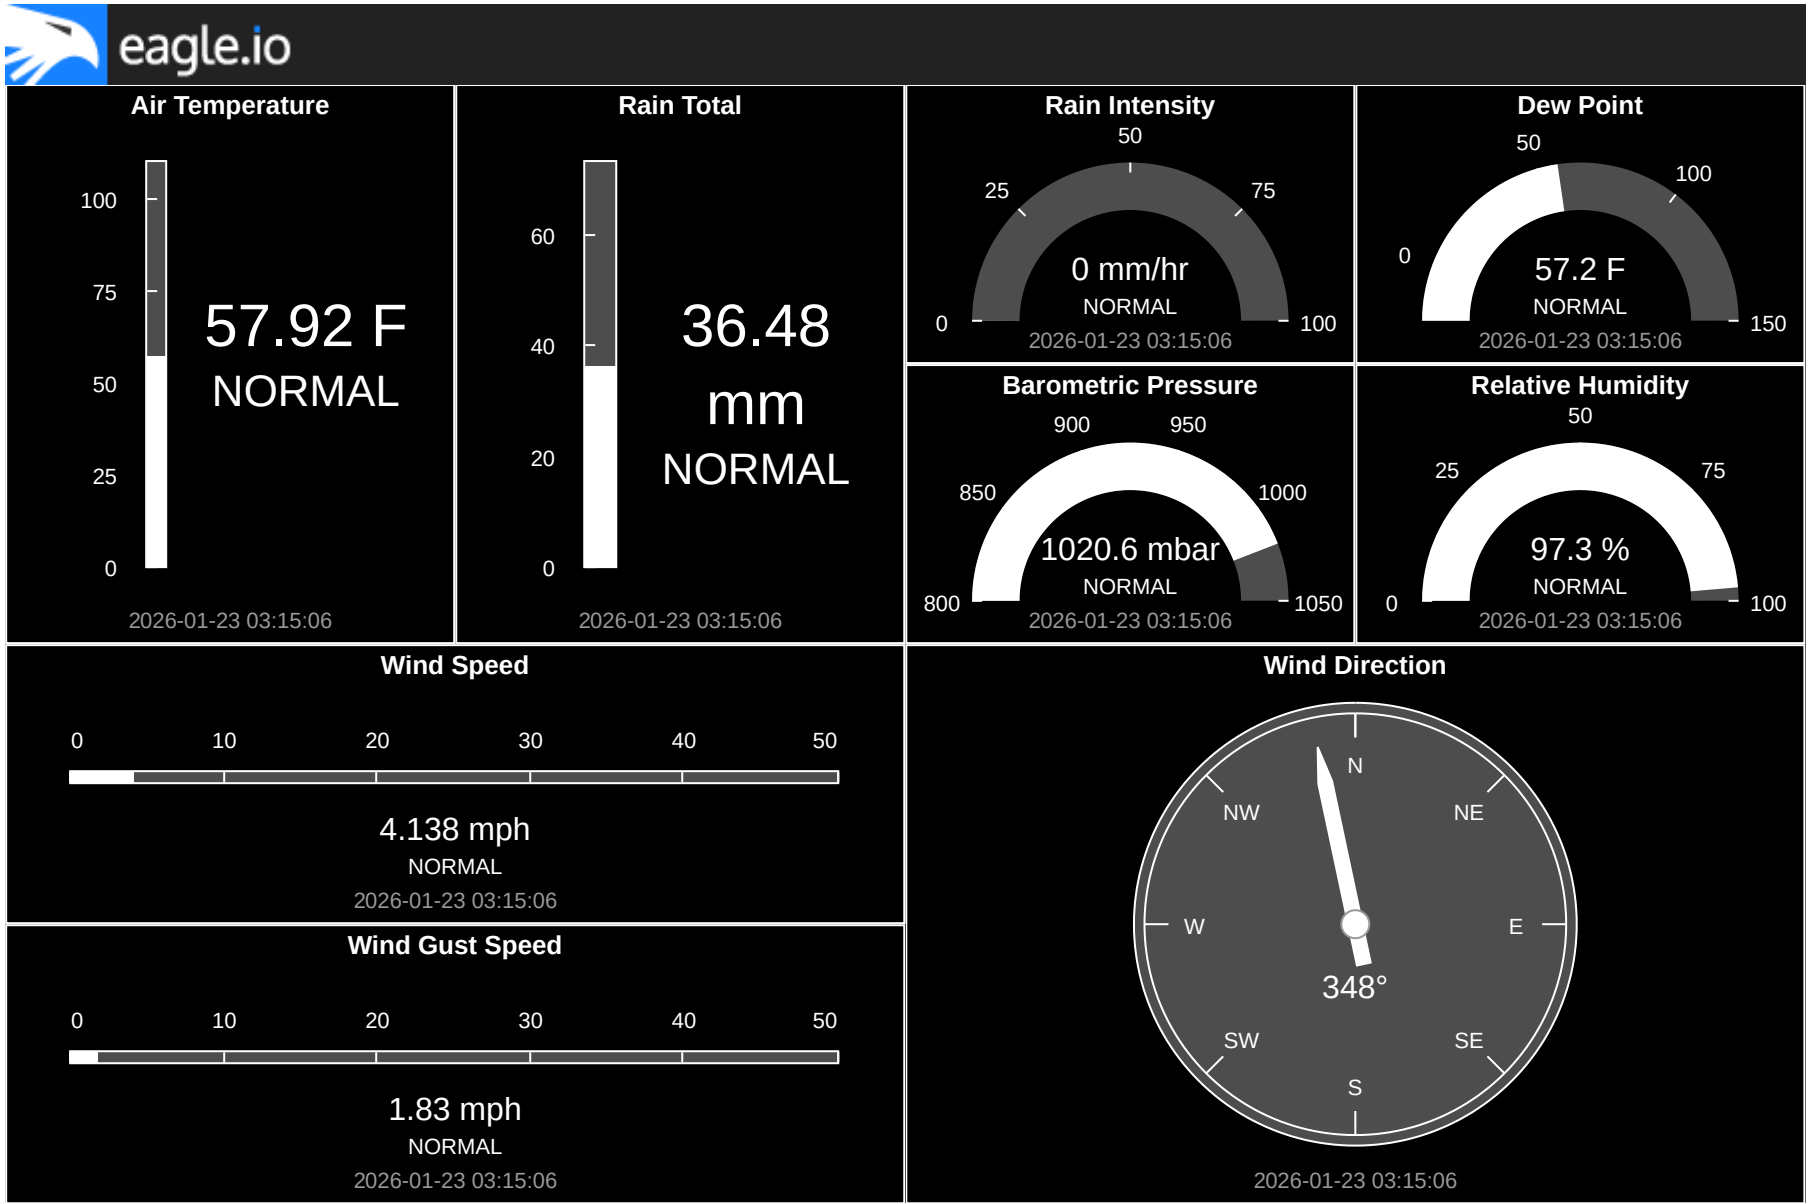 eagle.io
Air Temperature
100
75
50
25
0
57.92 F
NORMAL
2026-01-23 03:15:06
Rain Total
60
40
20
0
36.48
mm
NORMAL
2026-01-23 03:15:06
Rain Intensity
50
25
75
0
100
0 mm/hr
NORMAL
2026-01-23 03:15:06
Dew Point
50
100
0
150
57.2 F
NORMAL
2026-01-23 03:15:06
Barometric Pressure
900
950
850
1000
800
1050
1020.6 mbar
NORMAL
2026-01-23 03:15:06
Relative Humidity
50
25
75
0
100
97.3 %
NORMAL
2026-01-23 03:15:06
Wind Speed
0 10 20 30 40 50
4.138 mph
NORMAL
2026-01-23 03:15:06
Wind Gust Speed
0 10 20 30 40 50
1.83 mph
NORMAL
2026-01-23 03:15:06
Wind Direction
N
NW
NE
W
E
348°
SW
SE
S
2026-01-23 03:15:06